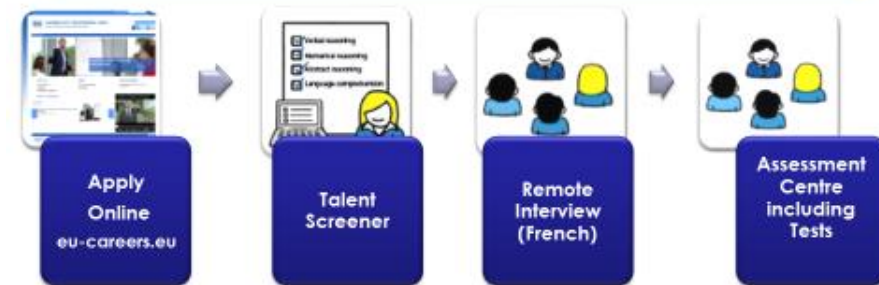 Verbal reasoning
Numerical reasoning
Abstract reasoning
Language comprehension
Apply
Online
eu-careers.eu
Talent
Screener
Remote
Interview
(French)
Assessment
Centre
including
Tests